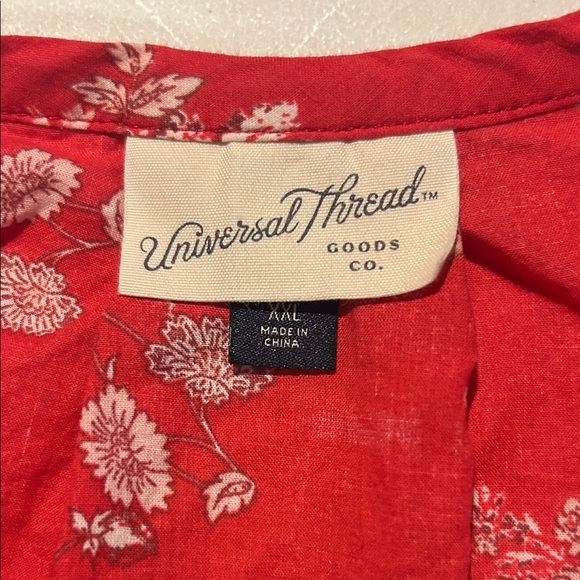 Universal Thread™
GOODS
CO.
XXL
MADE IN
CHINA